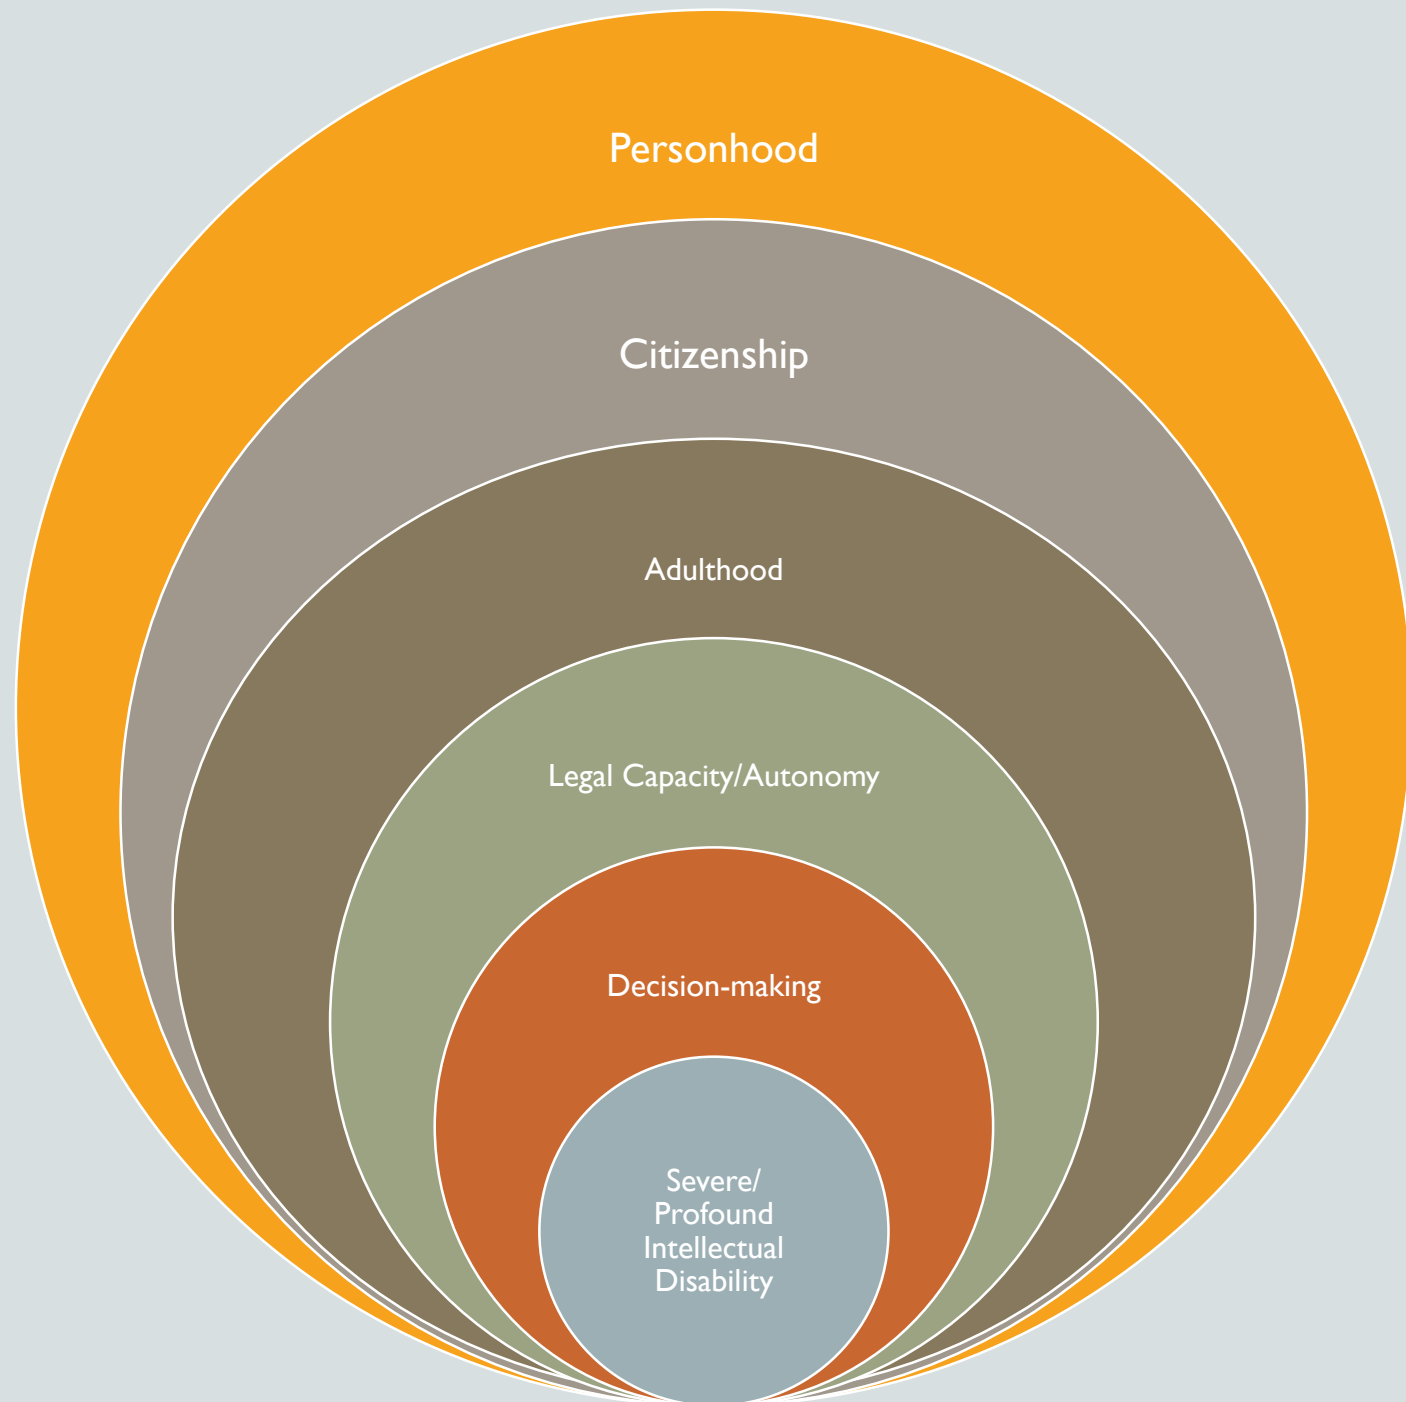 Personhood
Citizenship
Adulthood
Legal Capacity/Autonomy
Decision-making
Severe/
Profound
Intellectual
Disability